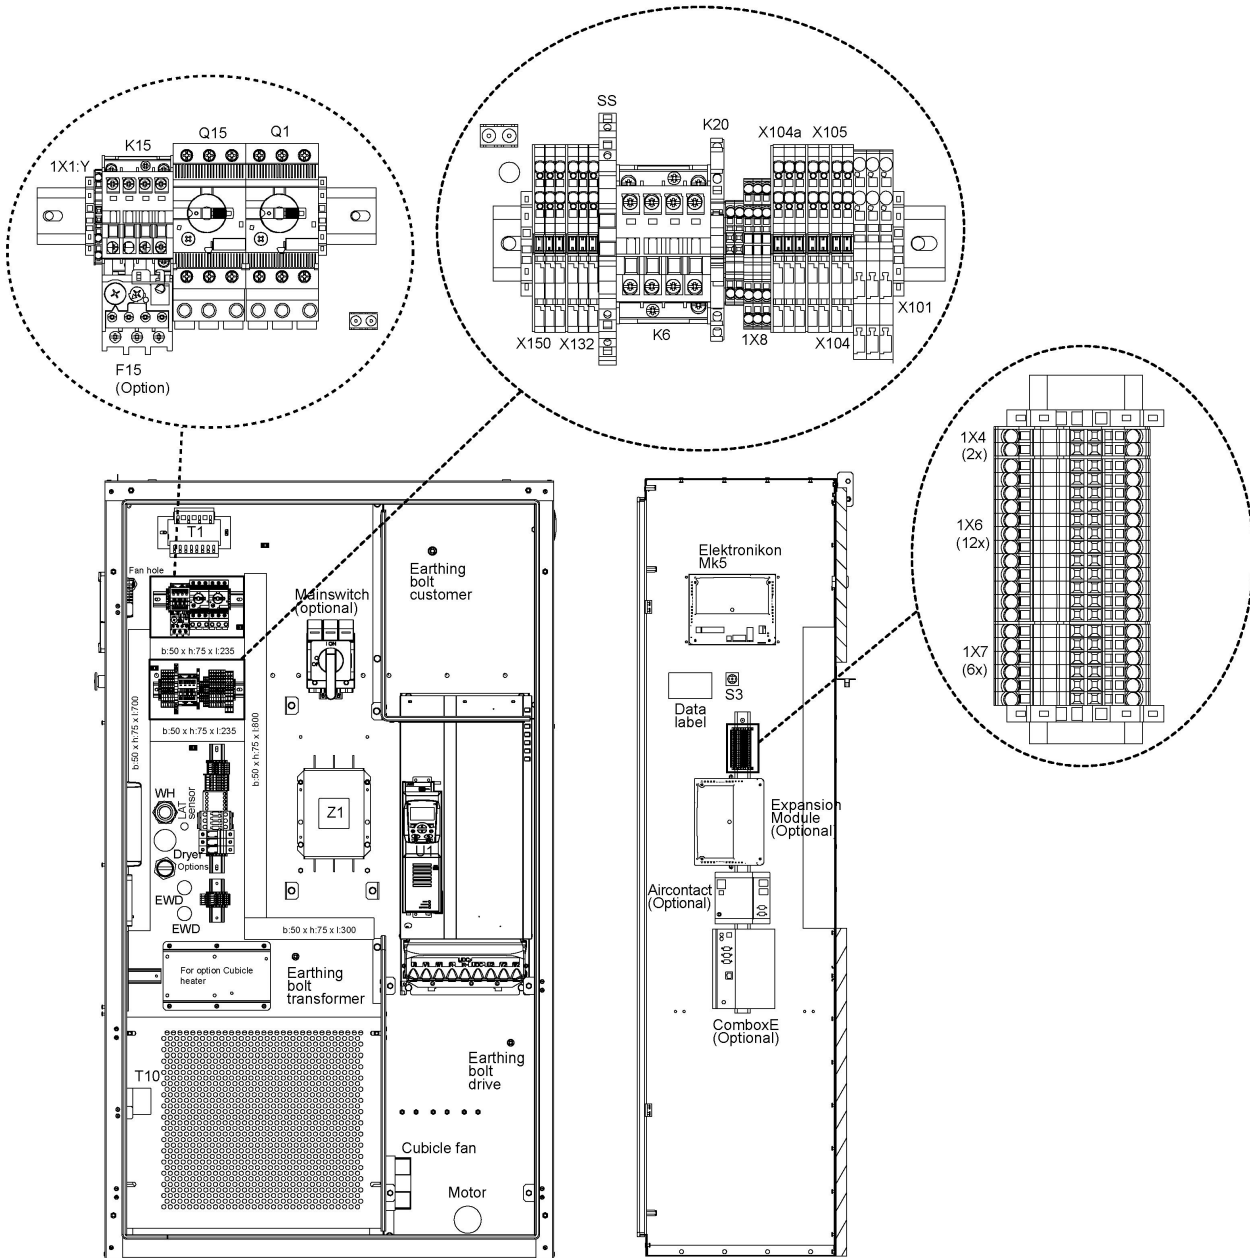 K15
Q15
Q1
1X1:Y
F15
(Option)
SS
K20
X104a
X105
X150
X132
K6
1X8
X104
X101
1X4
(2x)
1X6
(12x)
1X7
(6x)
T1
Fan hole
b:50 x h:75 x l:235
b:50 x h:75 x l:235
b:50 x h:75 x l:700
b:50 x h:75 x l:800
Mainswitch
(optional)
I ON
Earthing
bolt
customer
WH
LAT
sensor
Dryer
Options
EWD
EWD
Z1
U1
b:50 x h:75 x l:300
For option Cubicle
heater
Earthing
bolt
transformer
T10
Earthing
bolt
drive
Cubicle fan
Motor
Elektronikon
Mk5
S3
Data
label
Expansion
Module
(Optional)
Aircontact
(Optional)
ComboxE
(Optional)